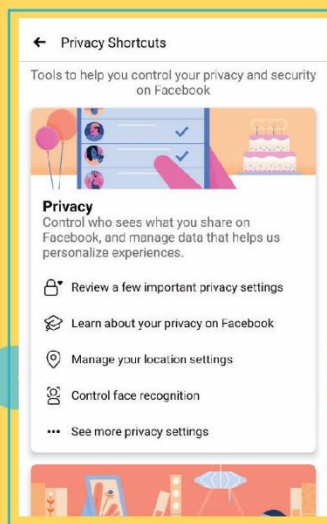 Privacy Shortcuts
Tools to help you control your privacy and security
on Facebook
Privacy
Control who sees what you share on
Facebook, and manage data that helps us
personalize experiences.
Review a few important privacy settings
Learn about your privacy on Facebook
Manage your location settings
Control face recognition
See more privacy settings